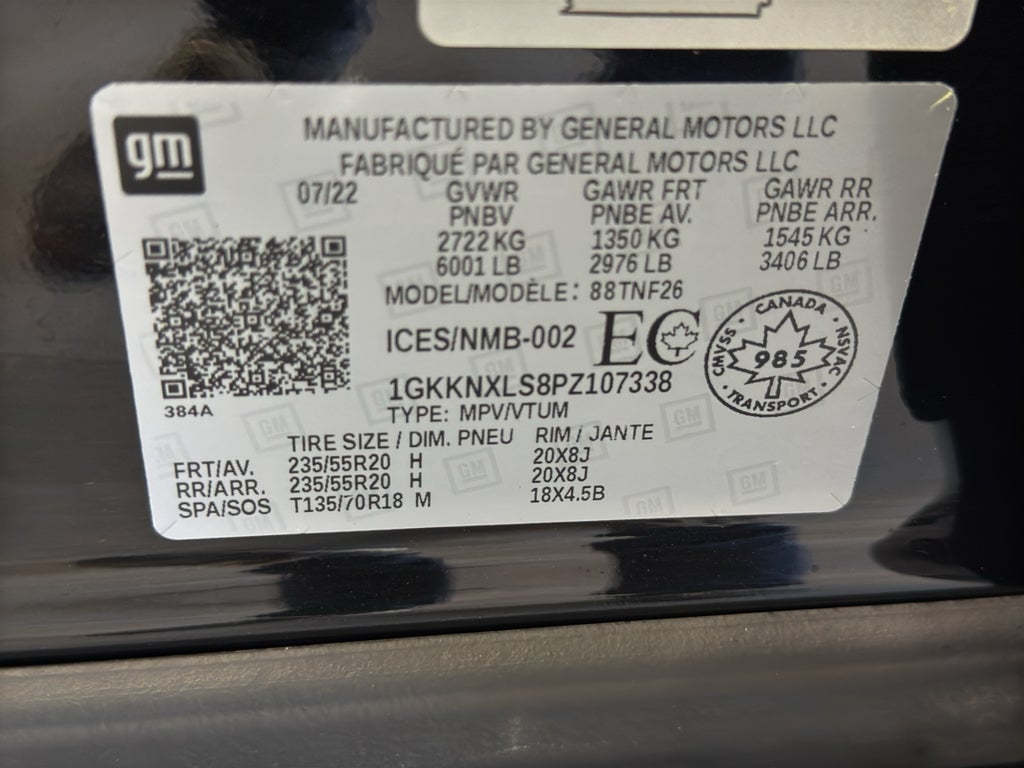 gm
MANUFACTURED BY GENERAL MOTORS LLC
FABRIQUÉ PAR GENERAL MOTORS LLC
07/22 GVWR GAWR FRT GAWR RR
PNBV PNBE AV. PNBE ARR.
2722 KG 1350 KG 1545 KG
6001 LB 2976 LB 3406 LB
MODEL/MODÈLE: 88TNF26
ICES/NMB-002 EC
CANADA
CMVSS 985 NSVAC
TRANSPORT
1GKKNXLS8PZ107338
384A
TYPE: MPV/VTUM
TIRE SIZE / DIM. PNEU RIM / JANTE
FRT/AV. 235/55R20 H 20X8J
RR/ARR. 235/55R20 H 20X8J
SPA/SOS T135/70R18 M 18X4.5B